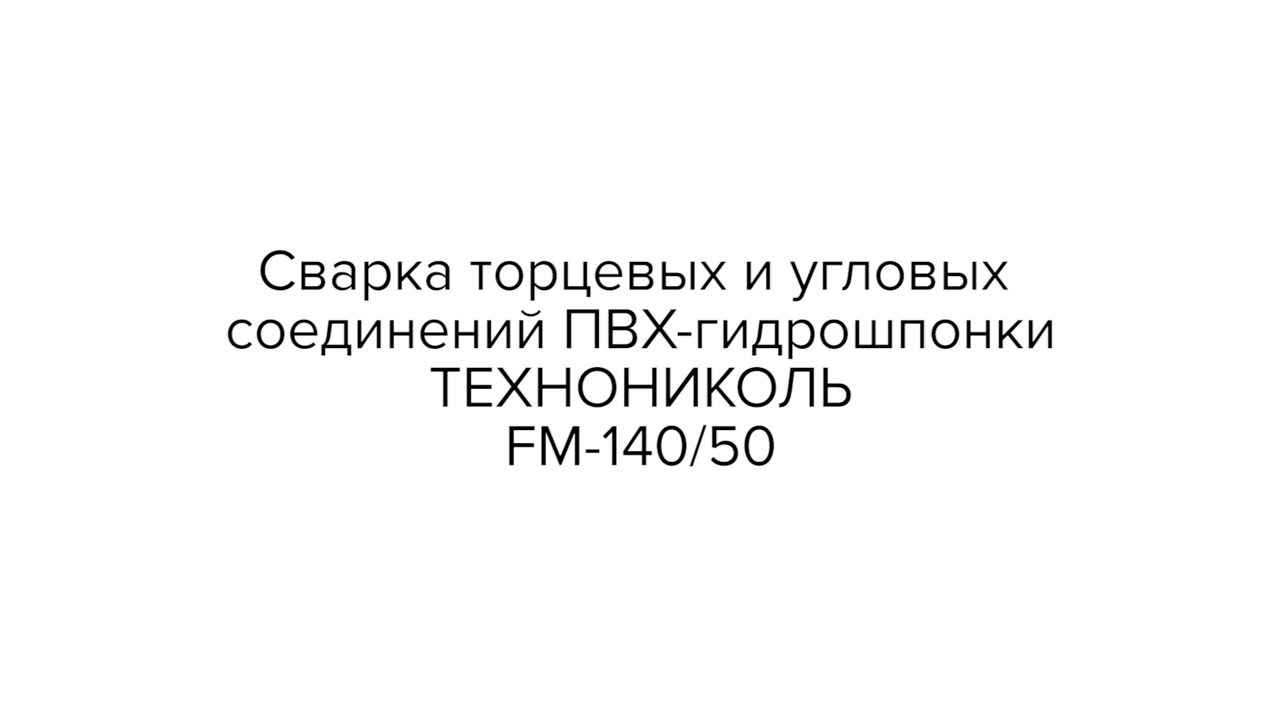 Сварка торцевых и угловых
соединений ПВХ-гидрошпонки
ТЕХНОНИКОЛЬ
FM-140/50